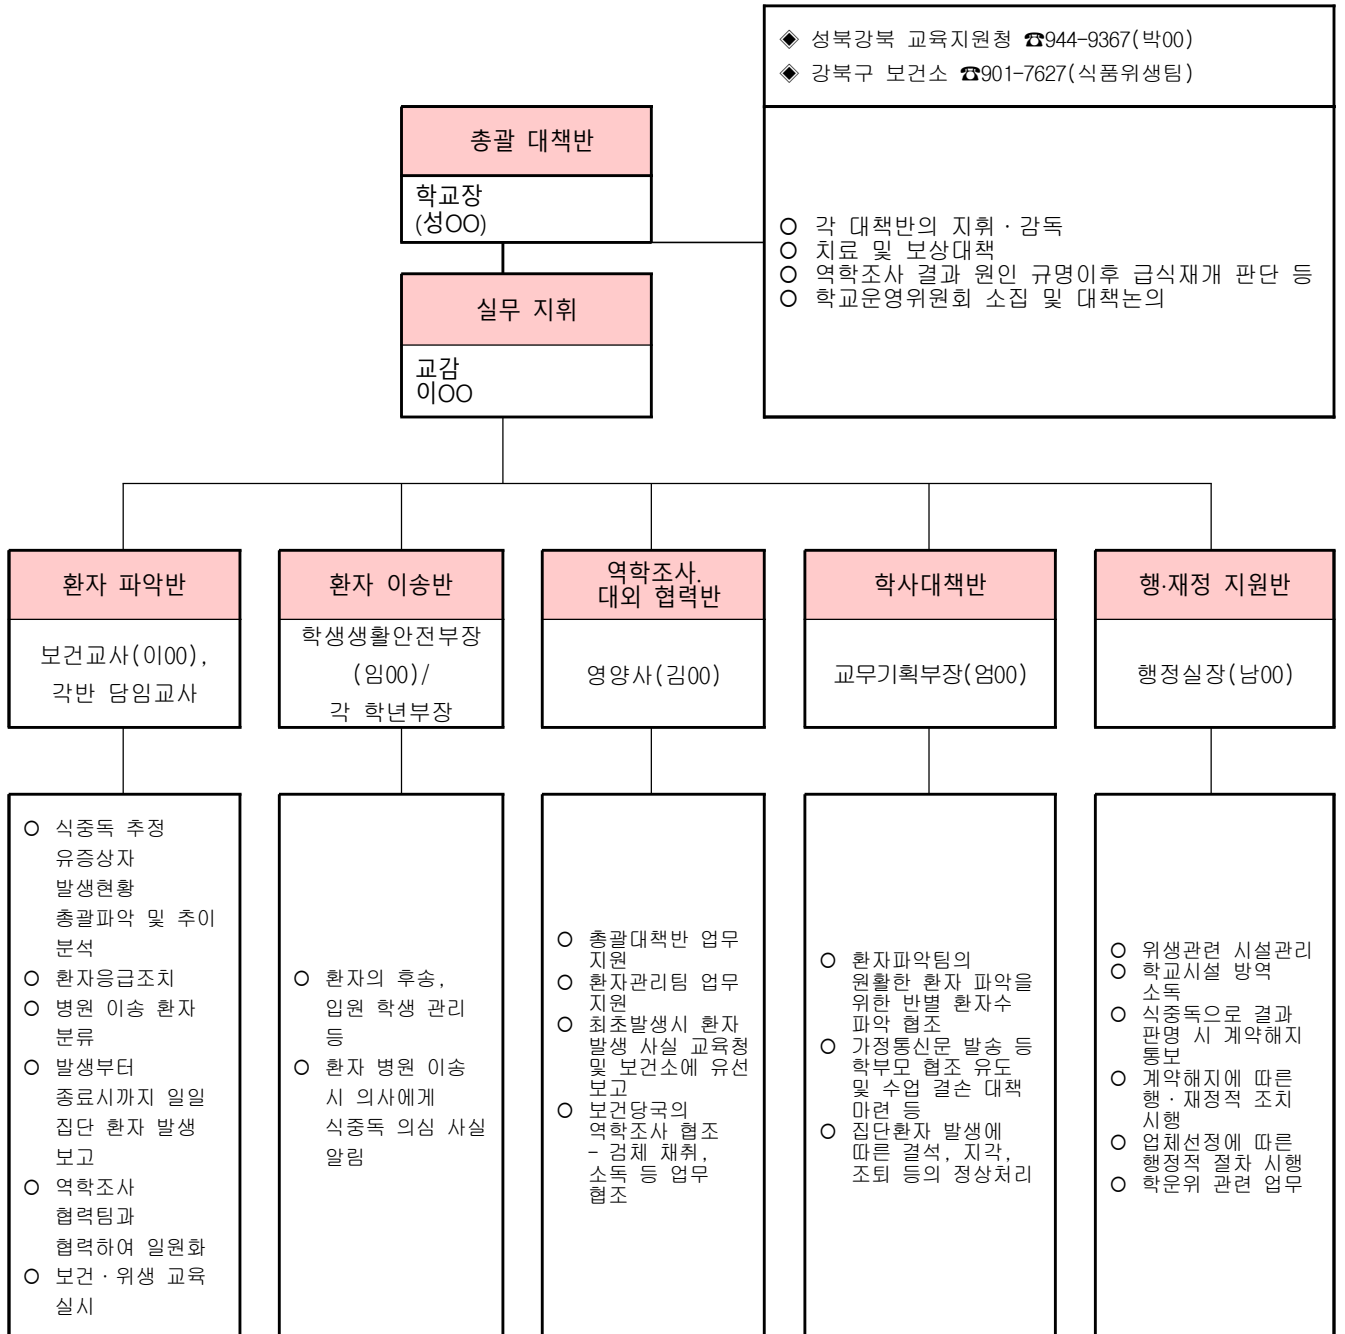 ◈ 성북강북 교육지원청 ☎944-9367(박00)
◈ 강북구 보건소 ☎901-7627(식품위생팀)
총괄 대책반
학교장
(성OO)
○ 각 대책반의 지휘·감독
○ 치료 및 보상대책
○ 역학조사 결과 원인 규명이후 급식재개 판단 등
○ 학교운영위원회 소집 및 대책논의
실무 지휘
교감
이OO
환자 파악반
보건교사(이00),
각반 담임교사
○ 식중독 추정
유증상자
발생현황
총괄파악 및 추이
분석
○ 환자응급조치
○ 병원 이송 환자
분류
○ 발생부터
종료시까지 일일
집단 환자 발생
보고
○ 역학조사
협력팀과
협력하여 일원화
○ 보건·위생 교육
실시
환자 이송반
학생생활안전부장
(임00)/
각 학년부장
○ 환자의 후송,
입원 학생 관리
등
○ 환자 병원 이송
시 의사에게
식중독 의심 사실
알림
역학조사.
대외 협력반
영양사(김00)
○ 총괄대책반 업무
지원
○ 환자관리팀 업무
지원
○ 최초발생시 환자
발생 사실 교육청
및 보건소에 유선
보고
○ 보건당국의
역학조사 협조
- 검체 채취,
소독 등 업무
협조
학사대책반
교무기획부장(엄00)
○ 환자파악팀의
원활한 환자 파악을
위한 반별 환자수
파악 협조
○ 가정통신문 발송 등
학부모 협조 유도
및 수업 결손 대책
마련 등
○ 집단환자 발생에
따른 결석, 지각,
조퇴 등의 정상처리
행·재정 지원반
행정실장(남00)
○ 위생관련 시설관리
○ 학교시설 방역
소독
○ 식중독으로 결과
판명 시 계약해지
통보
○ 계약해지에 따른
행·재정적 조치
시행
○ 업체선정에 따른
행정적 절차 시행
○ 학운위 관련 업무